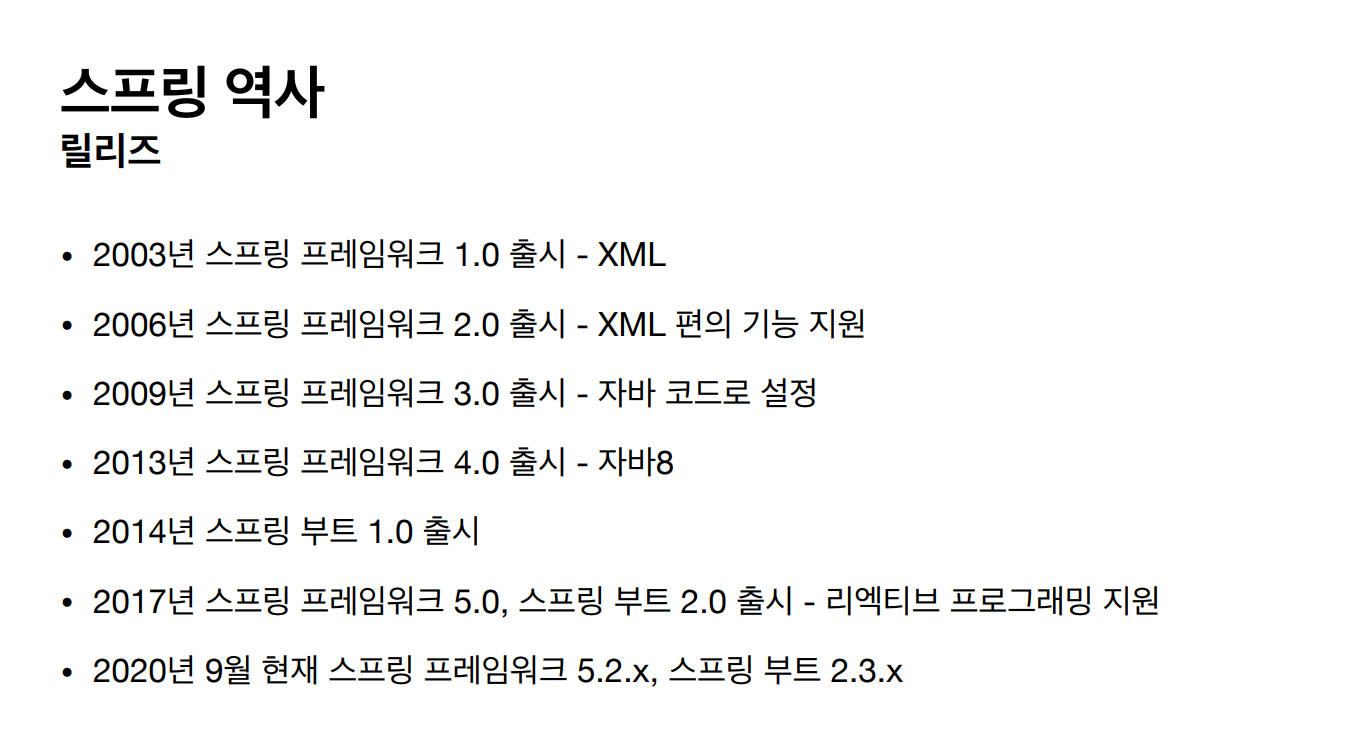 스프링 역사
릴리즈
• 2003년 스프링 프레임워크 1.0 출시 - XML
• 2006년 스프링 프레임워크 2.0 출시 - XML 편의 기능 지원
• 2009년 스프링 프레임워크 3.0 출시 - 자바 코드로 설정
• 2013년 스프링 프레임워크 4.0 출시 - 자바8
• 2014년 스프링 부트 1.0 출시
• 2017년 스프링 프레임워크 5.0, 스프링 부트 2.0 출시 - 리엑티브 프로그래밍 지원
• 2020년 9월 현재 스프링 프레임워크 5.2.x, 스프링 부트 2.3.x